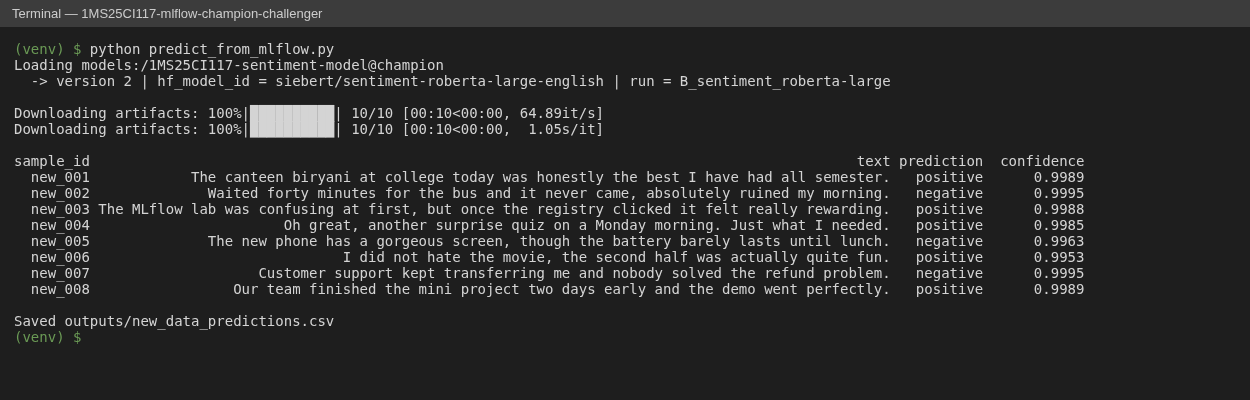 Terminal — 1MS25CI117-mlflow-champion-challenger
(venv) $ python predict_from_mlflow.py
Loading models:/1MS25CI117-sentiment-model@champion
-> version 2 | hf_model_id = siebert/sentiment-roberta-large-english | run = B_sentiment_roberta-large
Downloading artifacts: 100%|██████████| 10/10 [00:10<00:00, 64.89it/s]
Downloading artifacts: 100%|██████████| 10/10 [00:10<00:00,  1.05s/it]
sample_id text prediction confidence
new_001 The canteen biryani at college today was honestly the best I have had all semester. positive 0.9989
new_002 Waited forty minutes for the bus and it never came, absolutely ruined my morning. negative 0.9995
new_003 The MLflow lab was confusing at first, but once the registry clicked it felt really rewarding. positive 0.9988
new_004 Oh great, another surprise quiz on a Monday morning. Just what I needed. positive 0.9985
new_005 The new phone has a gorgeous screen, though the battery barely lasts until lunch. negative 0.9963
new_006 I did not hate the movie, the second half was actually quite fun. positive 0.9953
new_007 Customer support kept transferring me and nobody solved the refund problem. negative 0.9995
new_008 Our team finished the mini project two days early and the demo went perfectly. positive 0.9989
Saved outputs/new_data_predictions.csv
(venv) $